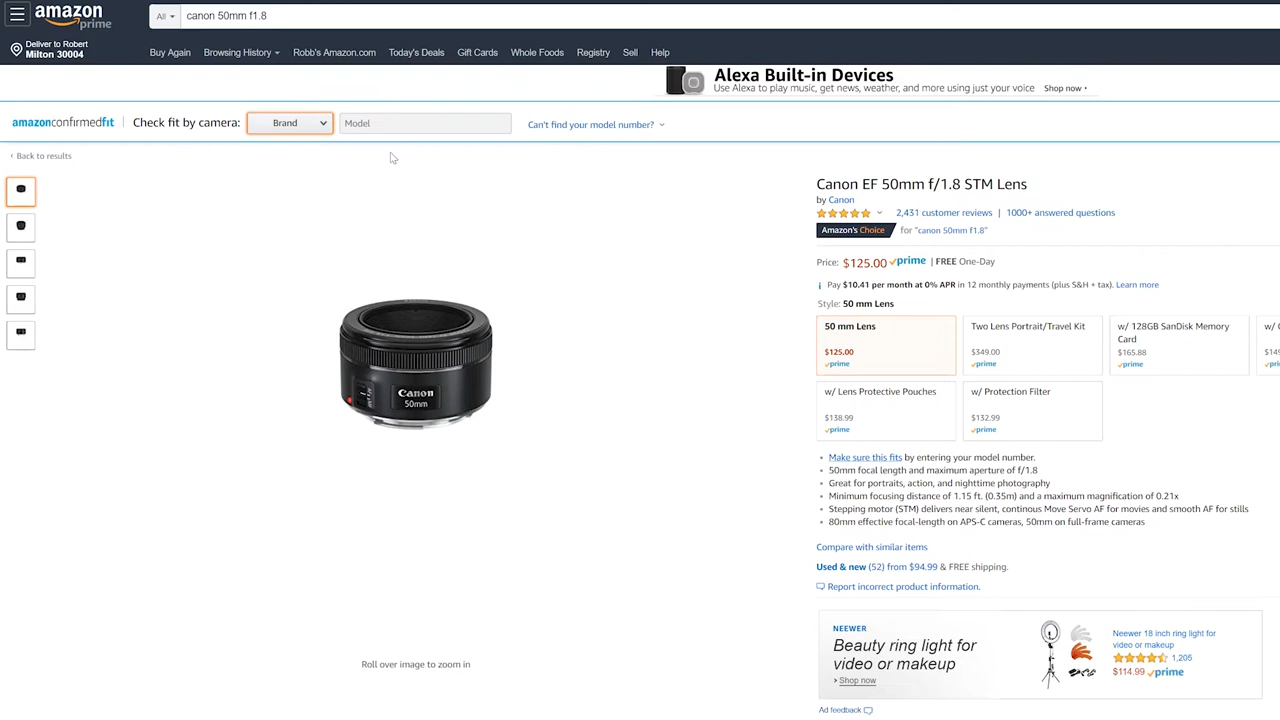 amazon
prime
All
canon 50mm f1.8
Deliver to Robert
Milton 30004
Buy Again
Browsing History
Robb's Amazon.com
Today's Deals
Gift Cards
Whole Foods
Registry
Sell
Help
Alexa Built-in Devices
Use Alexa to play music, get news, weather, and more using just your voice
Shop now ›
amazonconfirmedfit
Check fit by camera:
Brand
Model
Can't find your model number?
‹ Back to results
Canon EF 50mm f/1.8 STM Lens
by Canon
2,431 customer reviews | 1000+ answered questions
Amazon's Choice for "canon 50mm f1.8"
Price: $125.00 prime | FREE One-Day
Pay $10.41 per month at 0% APR in 12 monthly payments (plus S&H + tax). Learn more
Style: 50 mm Lens
50 mm Lens
$125.00
prime
Two Lens Portrait/Travel Kit
$349.00
prime
w/ 128GB SanDisk Memory
Card
$165.88
prime
w/ Lens Protective Pouches
$138.99
prime
w/ Protection Filter
$132.99
prime
Canon
50mm
• Make sure this fits by entering your model number.
• 50mm focal length and maximum aperture of f/1.8
• Great for portraits, action, and nighttime photography
• Minimum focusing distance of 1.15 ft. (0.35m) and a maximum magnification of 0.21x
• Stepping motor (STM) delivers near silent, continous Move Servo AF for movies and smooth AF for stills
• 80mm effective focal-length on APS-C cameras, 50mm on full-frame cameras
Compare with similar items
Used & new (52) from $94.99 & FREE shipping.
Report incorrect product information.
NEEWER
Beauty ring light for
video or makeup
› Shop now
Neewer 18 inch ring light for
video or makeup
1,205
$114.99 prime
Roll over image to zoom in
Ad feedback